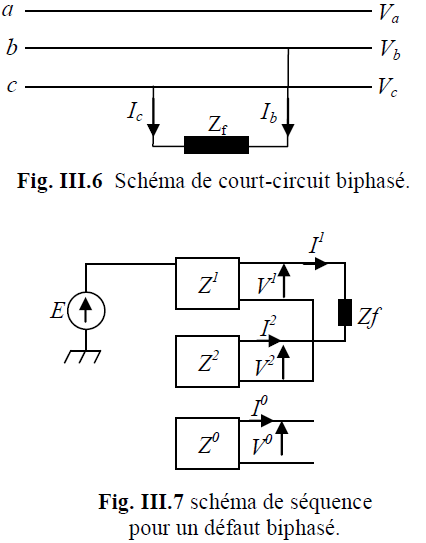 a V_a
b V_b
c V_c
I_c Z_f I_b
Fig. III.6 Schéma de court-circuit biphasé.
I^1
Z^1 V^1
E Zf
I^2
Z^2 V^2
I^0
Z^0 V^0
Fig. III.7 schéma de séquence
pour un défaut biphasé.